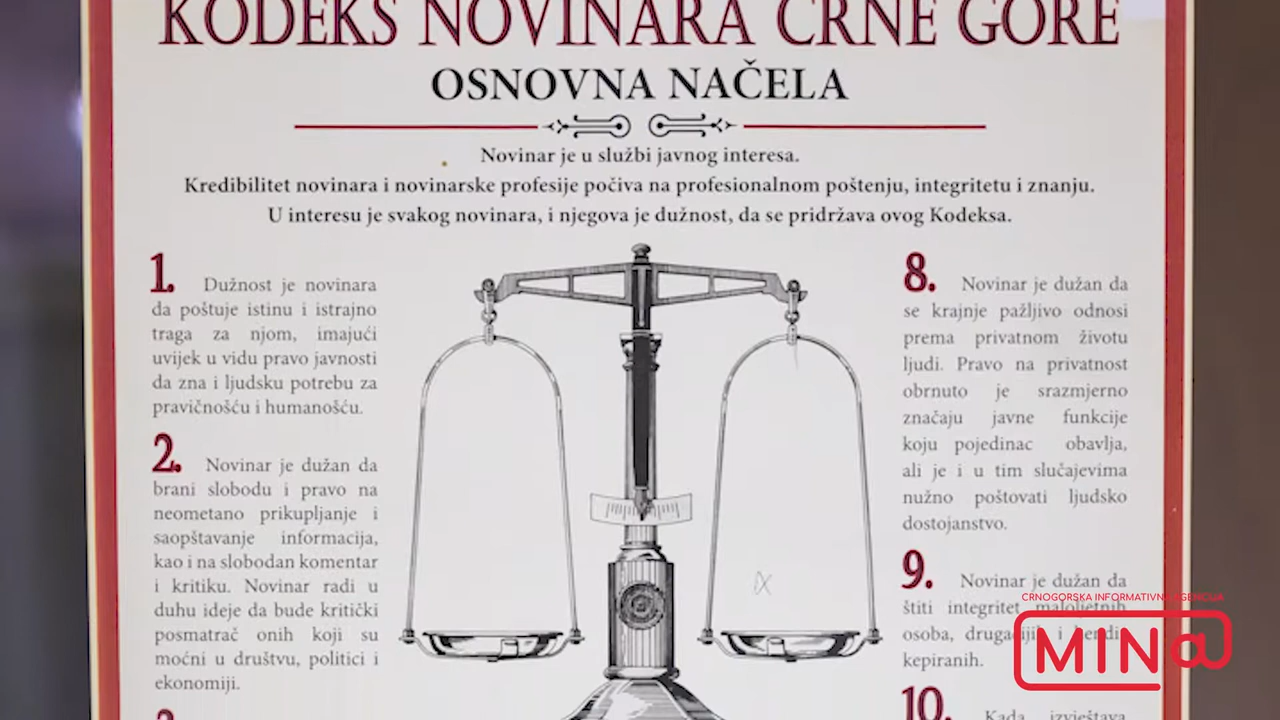 KODEKS NOVINARA CRNE GORE
OSNOVNA NAČELA
Novinar je u službi javnog interesa.
Kredibilitet novinara i novinarske profesije počiva na profesionalnom poštenju, integritetu i znanju.
U interesu je svakog novinara, i njegova je dužnost, da se pridržava ovog Kodeksa.
1. Dužnost je novinara
da poštuje istinu i istrajno
traga za njom, imajući
uvijek u vidu pravo javnosti
da zna i ljudsku potrebu za
pravičnošću i humanošću.
2. Novinar je dužan da
brani slobodu i pravo na
neometano prikupljanje i
saopštavanje informacija,
kao i na slobodan komentar
i kritiku. Novinar radi u
duhu ideje da bude kritički
posmatrač onih koji su
moćni u društvu, politici i
ekonomiji.
8. Novinar je dužan da
se krajnje pažljivo odnosi
prema privatnom životu
ljudi. Pravo na privatnost
obrnuto je srazmjerno
značaju javne funkcije
koju pojedinac obavlja,
ali je i u tim slučajevima
nužno poštovati ljudsko
dostojanstvo.
9. Novinar je dužan da
štiti integritet maloljetnih
osoba, drugačijih i hendi-
kepiranih.
10. Kada izvještava
CRNOGORSKA INFORMATIVNA AGENCIJA
MIN@